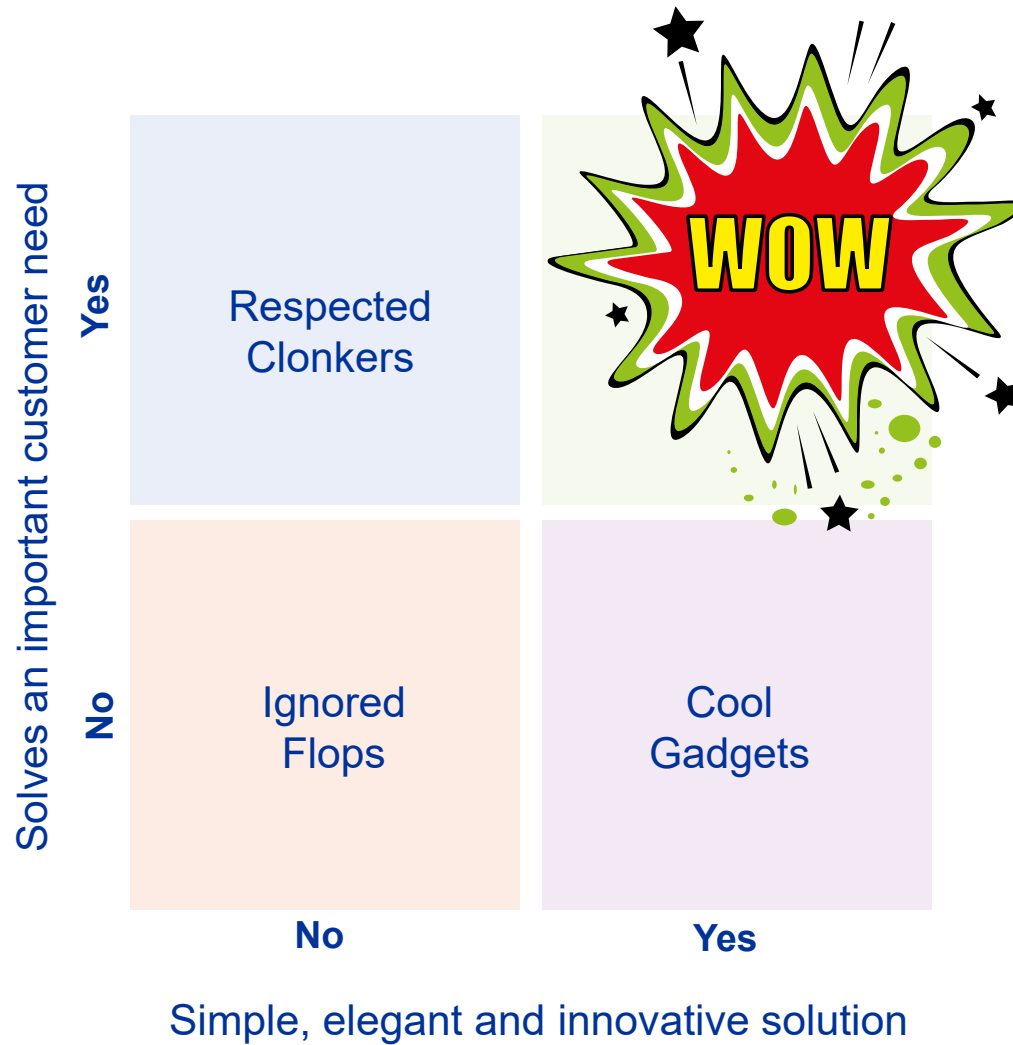 Solves an important customer need
Yes
No
Respected
Clonkers
WOW
Ignored
Flops
Cool
Gadgets
No
Yes
Simple, elegant and innovative solution